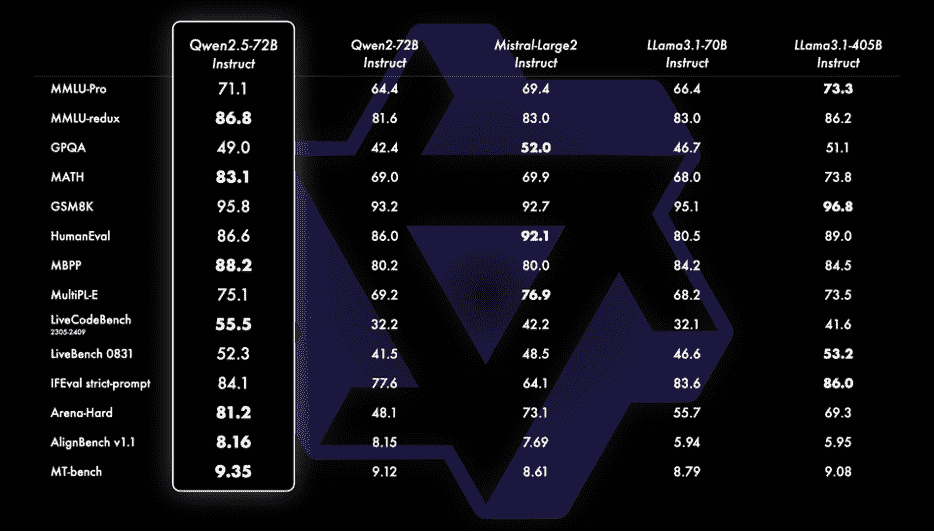 Qwen2.5-72B Qwen2-72B Mistral-Large2 LLama3.1-70B LLama3.1-405B
Instruct Instruct Instruct Instruct Instruct
MMLU-Pro 71.1 64.4 69.4 66.4 73.3
MMLU-redux 86.8 81.6 83.0 83.0 86.2
GPQA 49.0 42.4 52.0 46.7 51.1
MATH 83.1 69.0 69.9 68.0 73.8
GSM8K 95.8 93.2 92.7 95.1 96.8
HumanEval 86.6 86.0 92.1 80.5 89.0
MBPP 88.2 80.2 80.0 84.2 84.5
MultiPL-E 75.1 69.2 76.9 68.2 73.5
LiveCodeBench 55.5 32.2 42.2 32.1 41.6
2305-2409
LiveBench 0831 52.3 41.5 48.5 46.6 53.2
IFEval strict-prompt 84.1 77.6 64.1 83.6 86.0
Arena-Hard 81.2 48.1 73.1 55.7 69.3
AlignBench v1.1 8.16 8.15 7.69 5.94 5.95
MT-bench 9.35 9.12 8.61 8.79 9.08